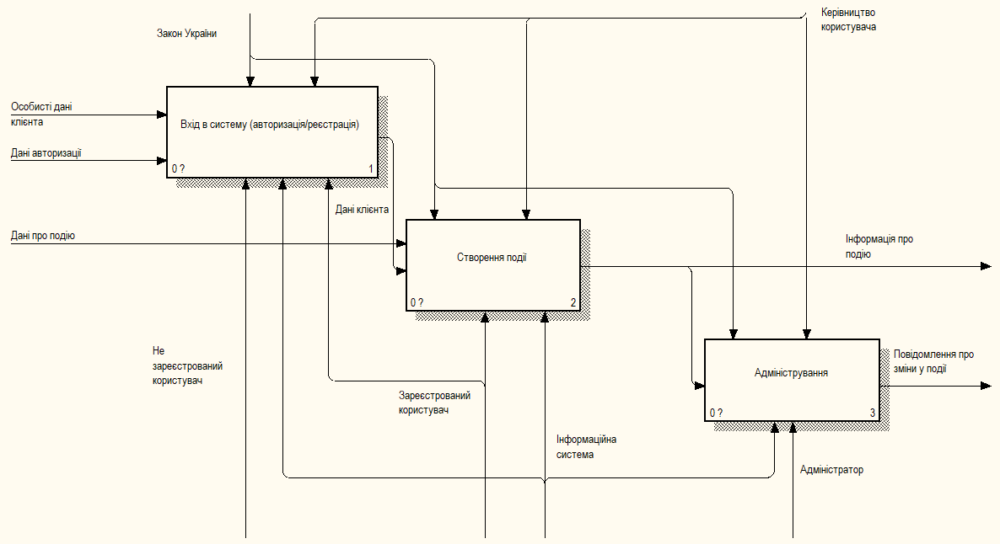 Закон України
Керівництво
користувача
Особисті дані
клієнта
Вхід в систему (авторизація/реєстрація)
Дані авторизації
0 ?
1
Дані клієнта
Дані про подію
Інформація про
подію
Створення події
0 ?
2
Не
зареєстрований
користувач
Повідомлення про
зміни у події
Адміністрування
Зареєстрований
користувач
0 ?
3
Інформаційна
система
Адміністратор